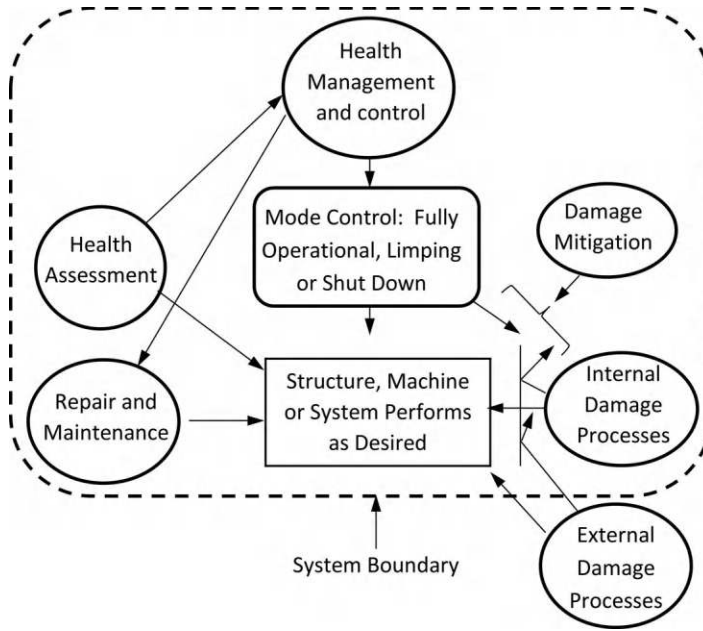 Health
Management
and control
Mode Control: Fully
Operational, Limping
or Shut Down
Damage
Mitigation
Health
Assessment
Repair and
Maintenance
Structure, Machine
or System Performs
as Desired
Internal
Damage
Processes
System Boundary
External
Damage
Processes